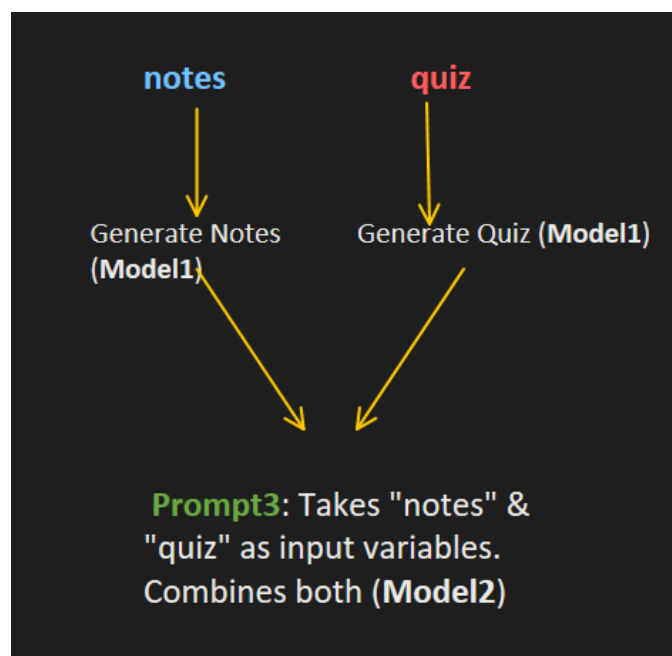 notes
quiz
Generate Notes
(Model1)
Generate Quiz (Model1)
Prompt3: Takes "notes" &
"quiz" as input variables.
Combines both (Model2)